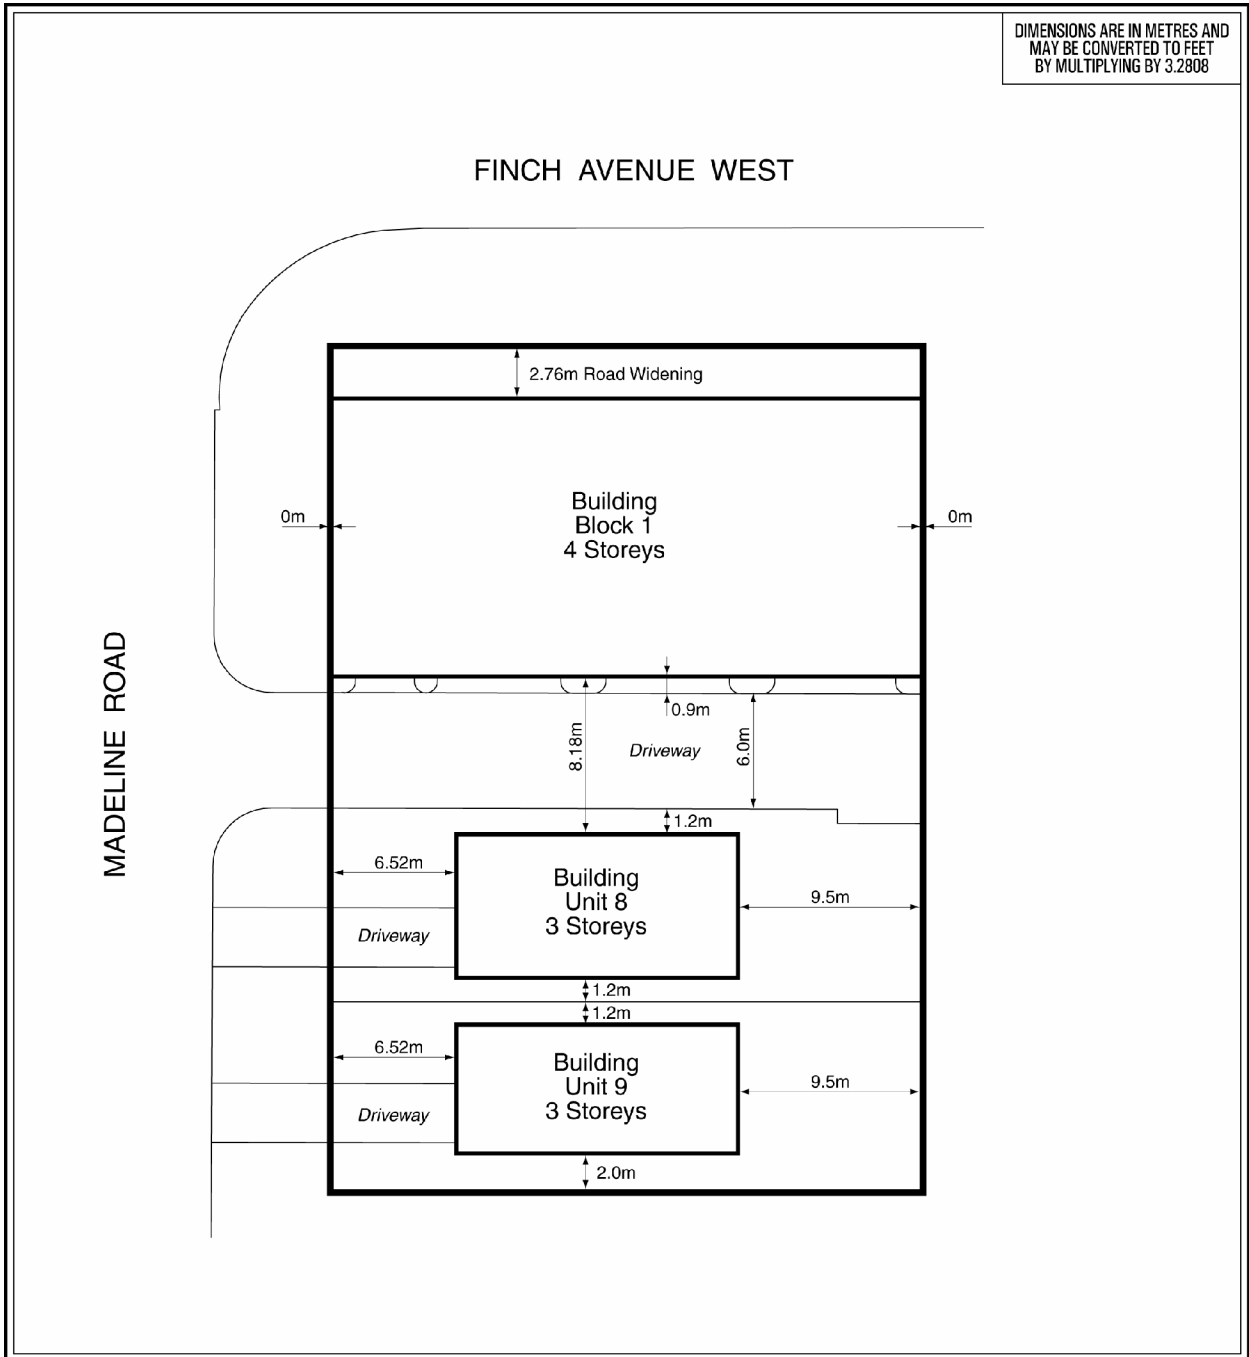 DIMENSIONS ARE IN METRES AND
MAY BE CONVERTED TO FEET
BY MULTIPLYING BY 3.2808
FINCH AVENUE WEST
2.76m Road Widening
Building
Block 1
4 Storeys
0m
0m
MADELINE ROAD
0.9m
8.18m
Driveway
6.0m
1.2m
6.52m
Building
Unit 8
3 Storeys
9.5m
Driveway
1.2m
1.2m
6.52m
Building
Unit 9
3 Storeys
9.5m
Driveway
2.0m